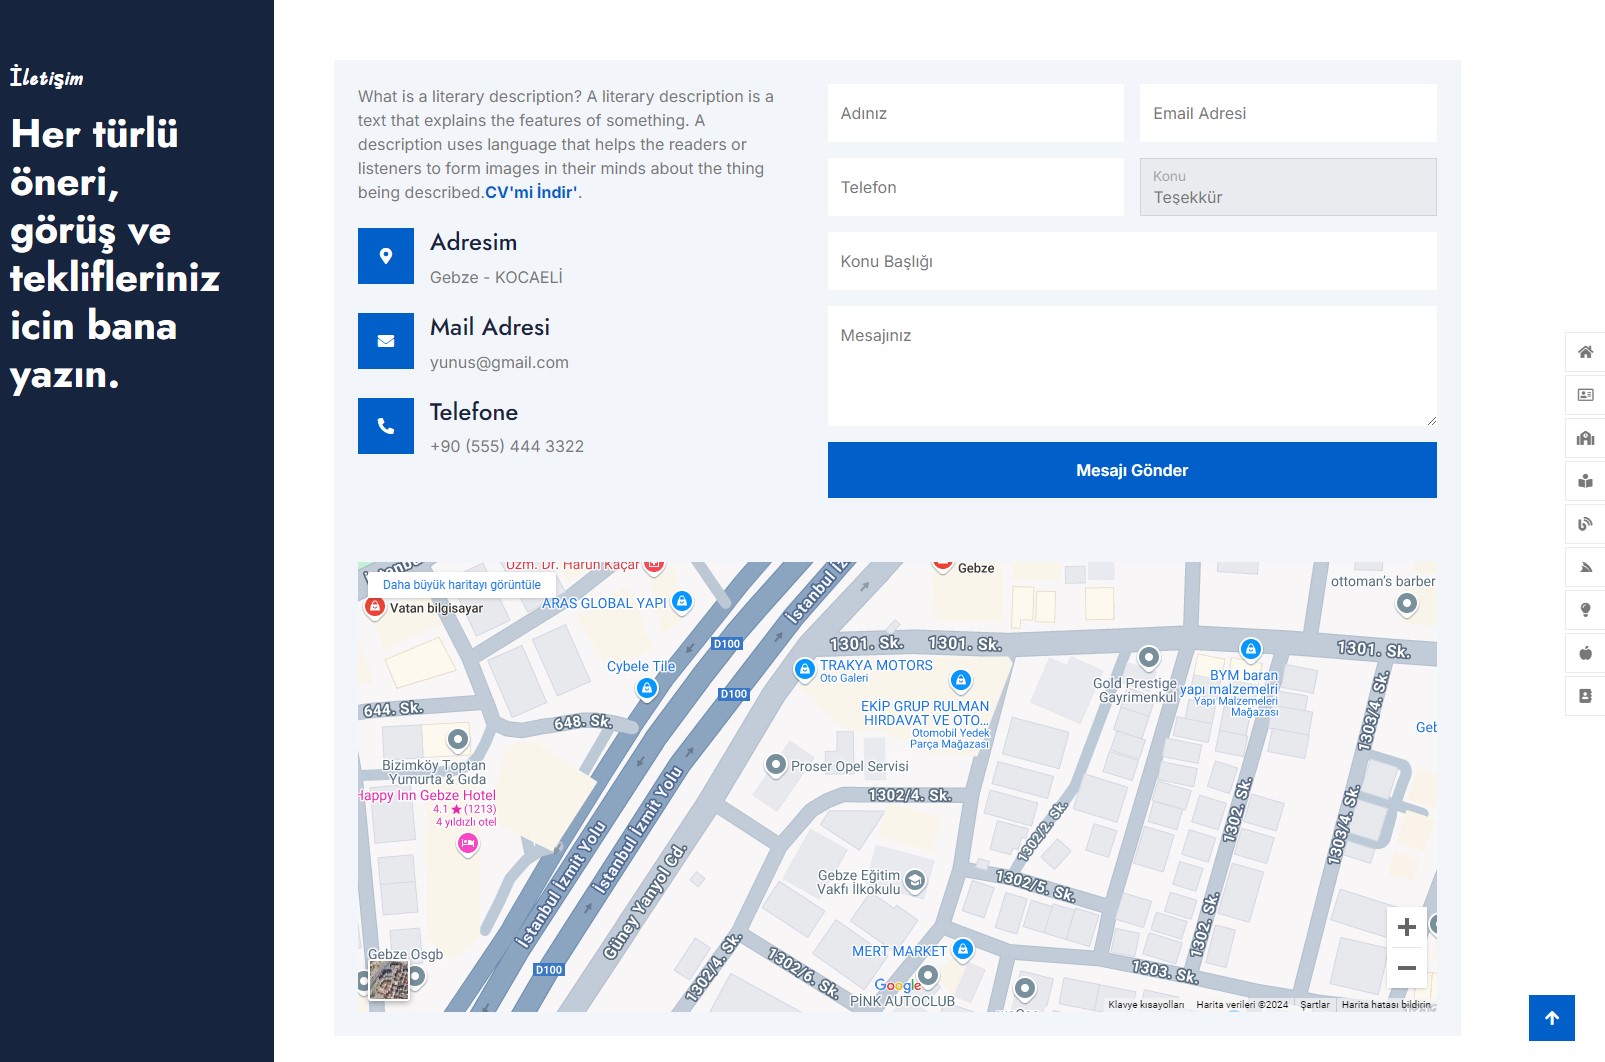 İletişim
Her türlü
öneri,
görüş ve
teklifleriniz
icin bana
yazın.
What is a literary description? A literary description is a
text that explains the features of something. A
description uses language that helps the readers or
listeners to form images in their minds about the thing
being described.CV'mi İndir'.
Adresim
Gebze - KOCAELİ
Mail Adresi
yunus@gmail.com
Telefone
+90 (555) 444 3322
Adınız
Email Adresi
Telefon
Konu
Teşekkür
Konu Başlığı
Mesajınız
Mesajı Gönder
Uzm. Dr. Harun Kaçar
Daha büyük haritayı görüntüle
Vatan bilgisayar
ARAS GLOBAL YAPI
İstanbul İz
Gebze
ottoman's barber
D100
1301. Sk.
1301. Sk.
1301. Sk.
Cybele Tile
TRAKYA MOTORS
Oto Galeri
D100
Gold Prestige
Gayrimenkul
BYM baran
yapı malzemelri
Yapı Malzemeleri
Mağazası
EKİP GRUP RULMAN
HIRDAVAT VE OTO...
Otomobil Yedek
Parça Mağazası
644. Sk.
648. Sk.
1303/4. Sk.
Geb
Bizimköy Toptan
Yumurta & Gıda
Proser Opel Servisi
Happy Inn Gebze Hotel
4.1 ★ (1213)
4 yıldızlı otel
1302/4. Sk.
1302/2. Sk.
1302. Sk.
1303/4. Sk.
İstanbul İzmit Yolu
İstanbul İzmit Yolu
Güney Yanyol Cd.
Gebze Eğitim
Vakfı İlkokulu
1302/5. Sk.
1302. Sk.
Gebze Osgb
D100
1302/4. Sk.
1302/6. Sk.
MERT MARKET
1303. Sk.
Google
PİNK AUTOCLUB
Klavye kısayolları
Harita verileri ©2024
Şartlar
Harita hatası bildirin